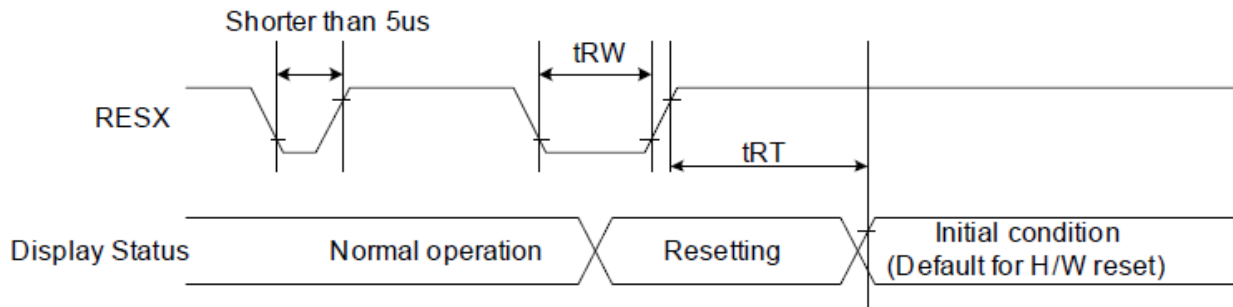 Shorter than 5us
tRW
RESX
tRT
Display Status
Normal operation
Resetting
Initial condition
(Default for H/W reset)